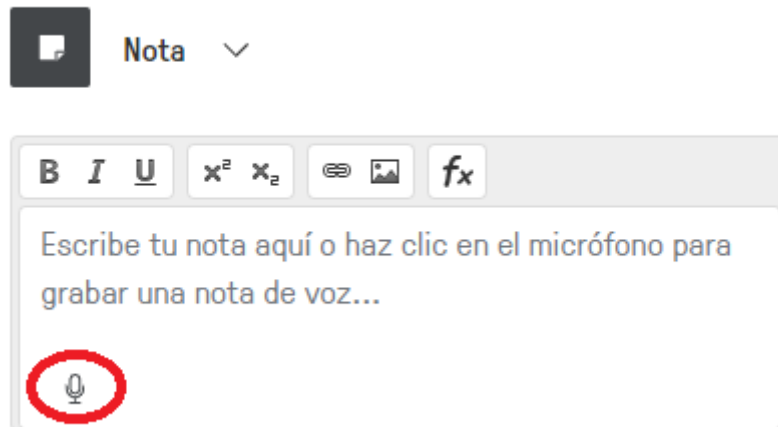 Nota
B I U x² x₂ fx
Escribe tu nota aquí o haz clic en el micrófono para
grabar una nota de voz...